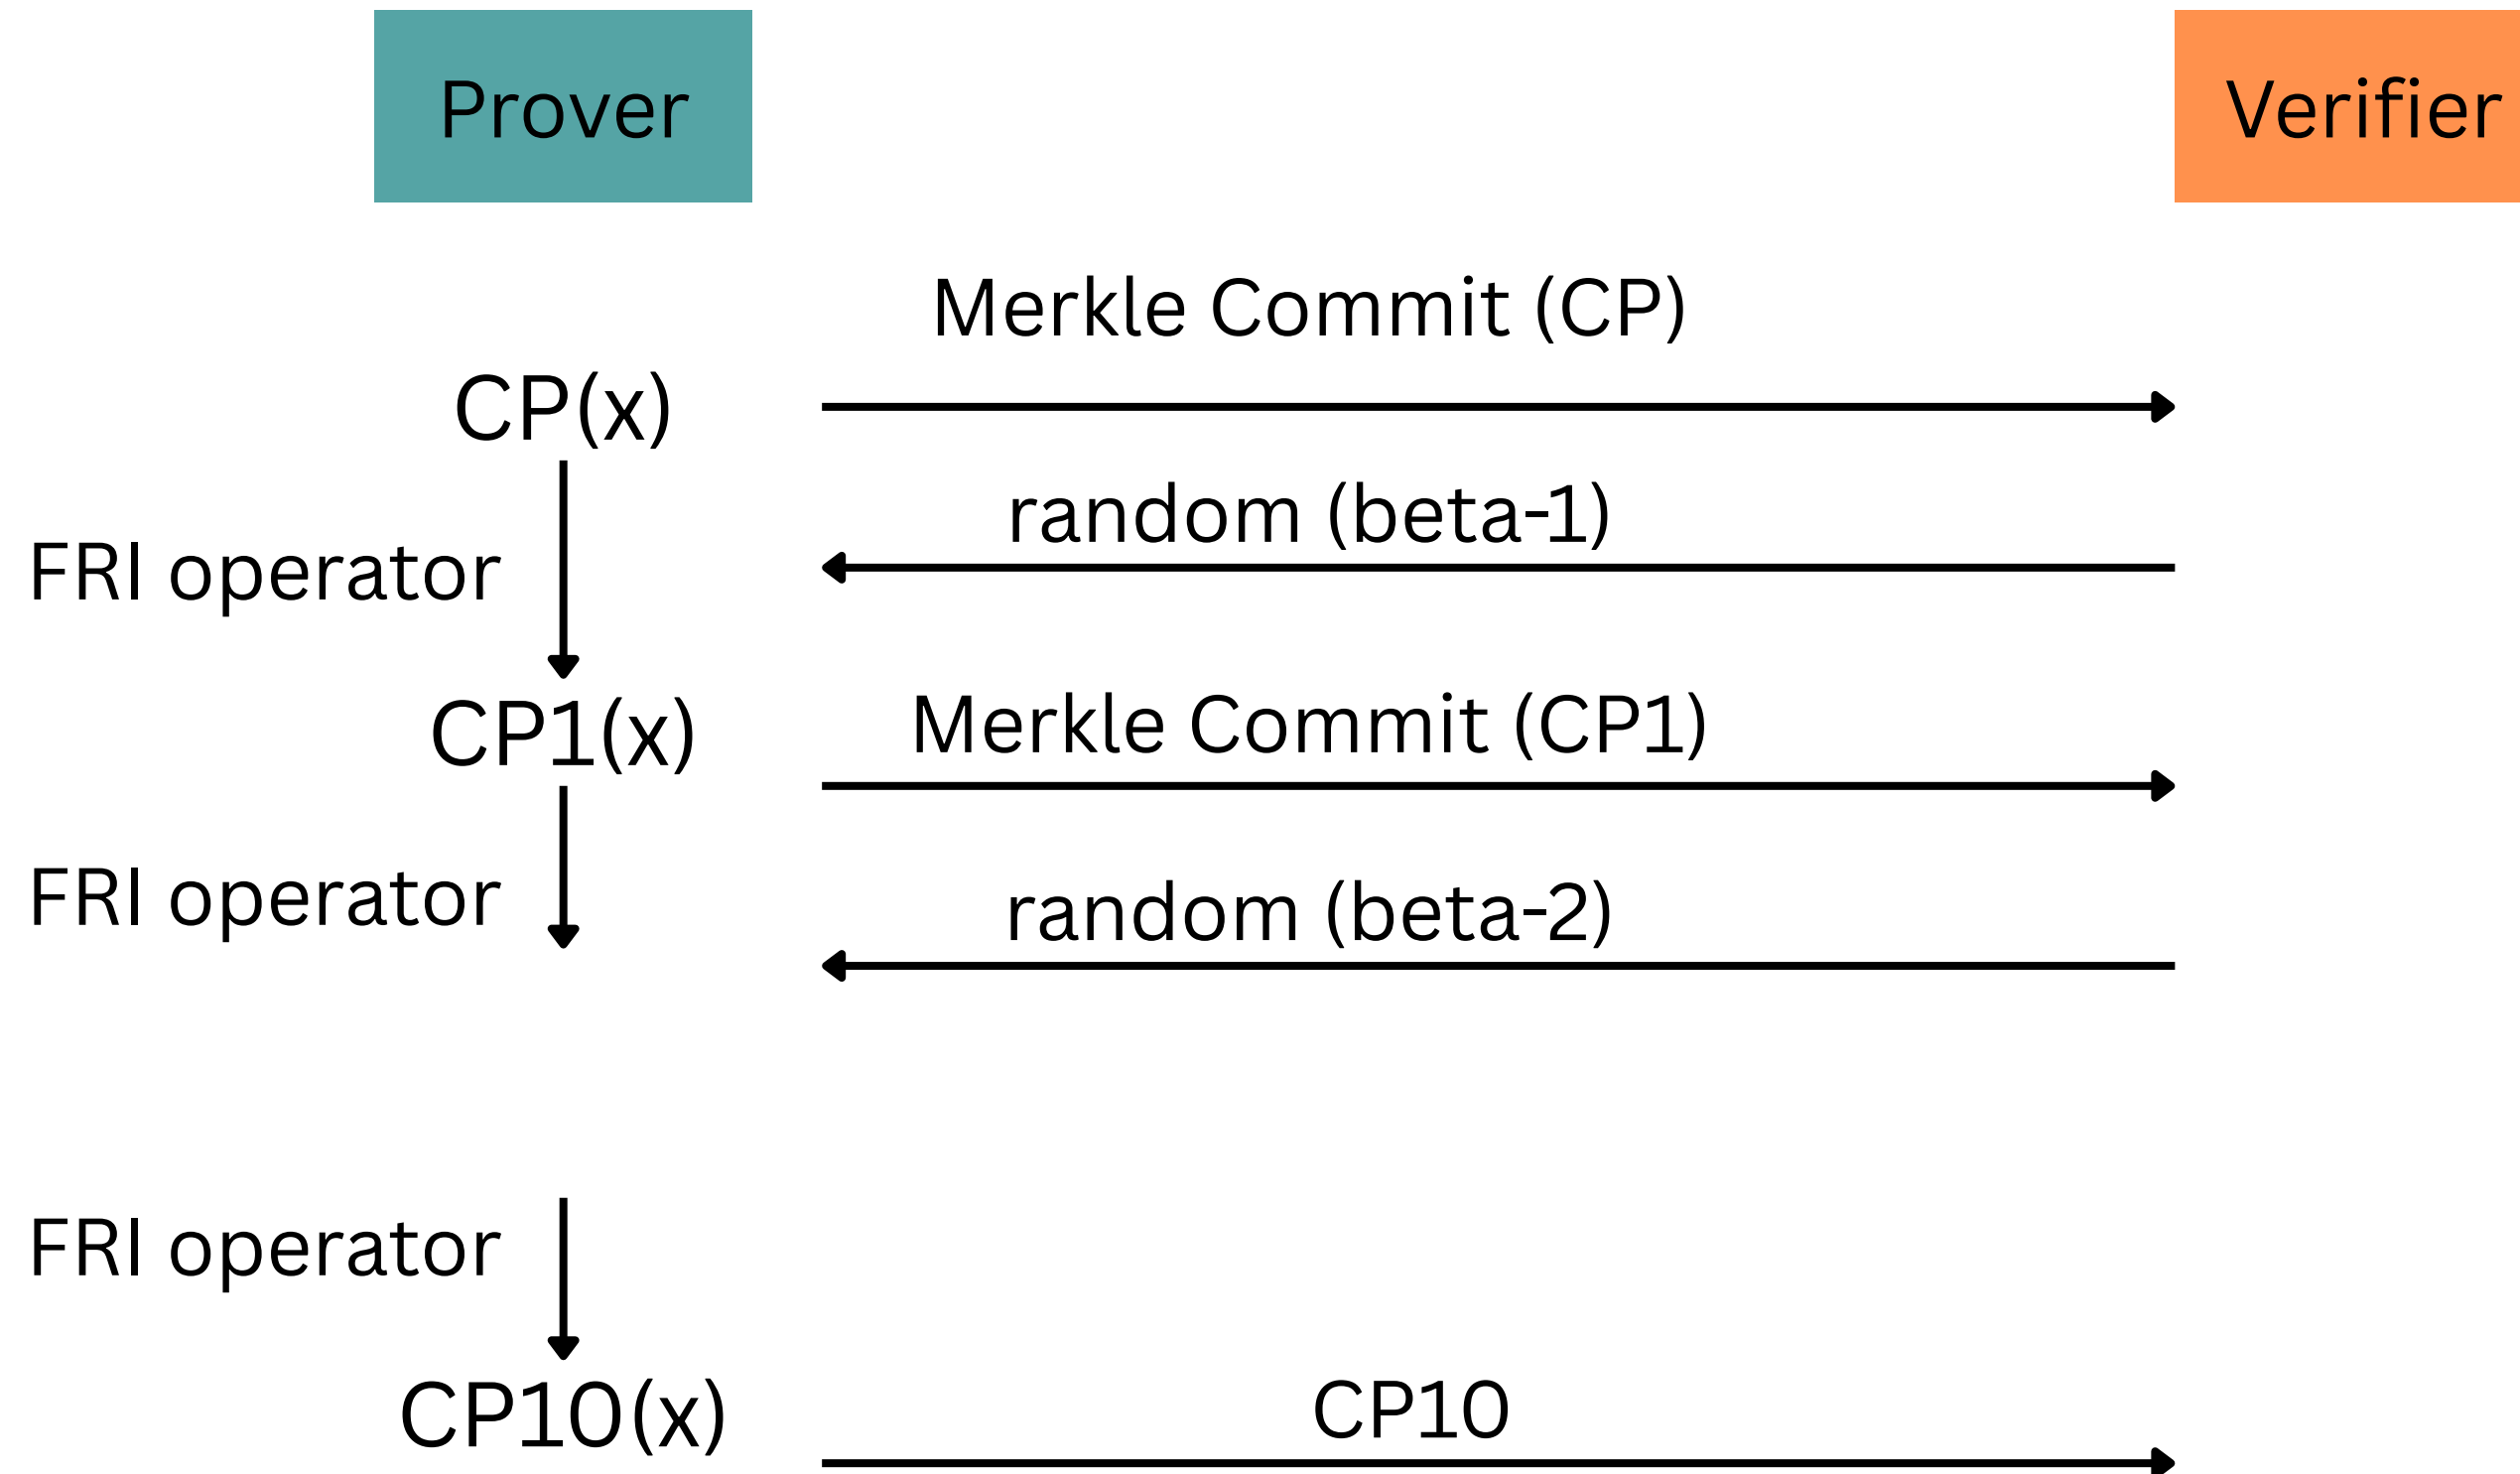 Prover
Verifier
Merkle Commit (CP)
CP(x)
random (beta-1)
FRI operator
CP1(x)
Merkle Commit (CP1)
FRI operator
random (beta-2)
FRI operator
CP10(x)
CP10